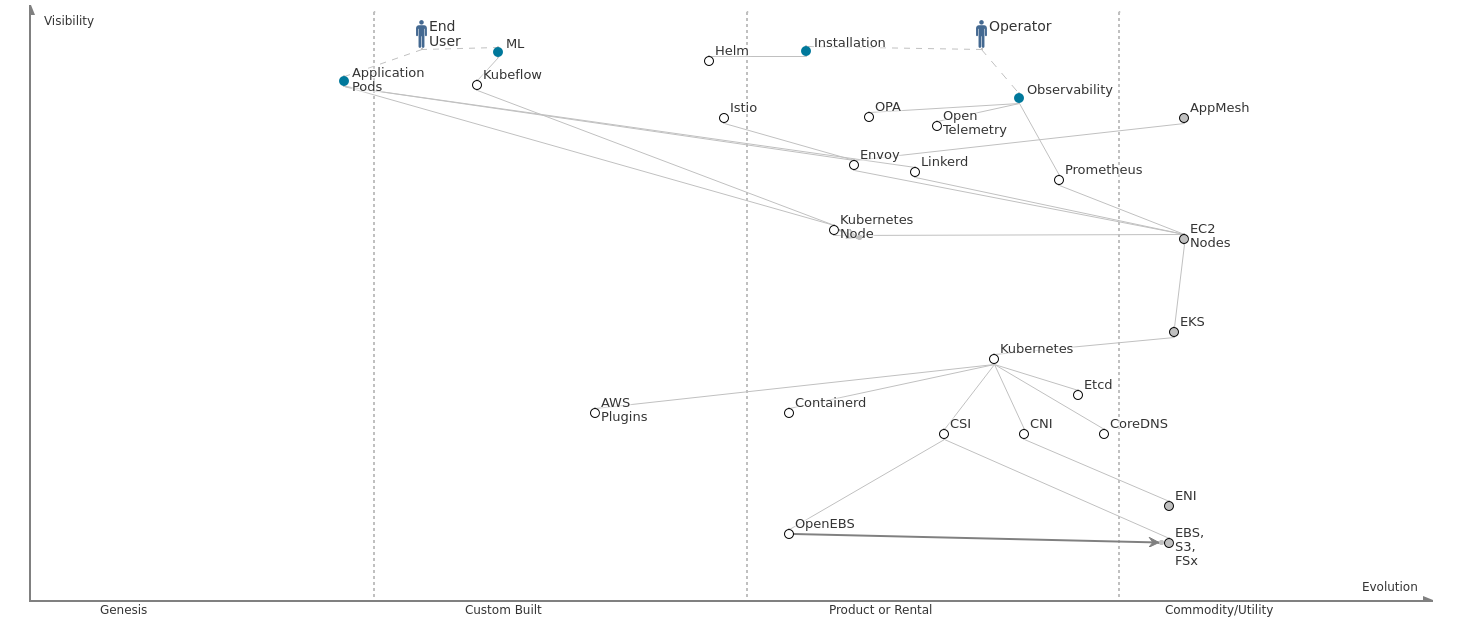 Visibility
End
User
Operator
ML
Installation
Helm
Application
Pods
Kubeflow
Observability
Istio
OPA
Open
Telemetry
AppMesh
Envoy
Linkerd
Prometheus
Kubernetes
Node
EC2
Nodes
EKS
Kubernetes
Etcd
AWS
Plugins
Containerd
CSI
CNI
CoreDNS
ENI
OpenEBS
EBS,
S3,
FSx
Evolution
Genesis
Custom Built
Product or Rental
Commodity/Utility